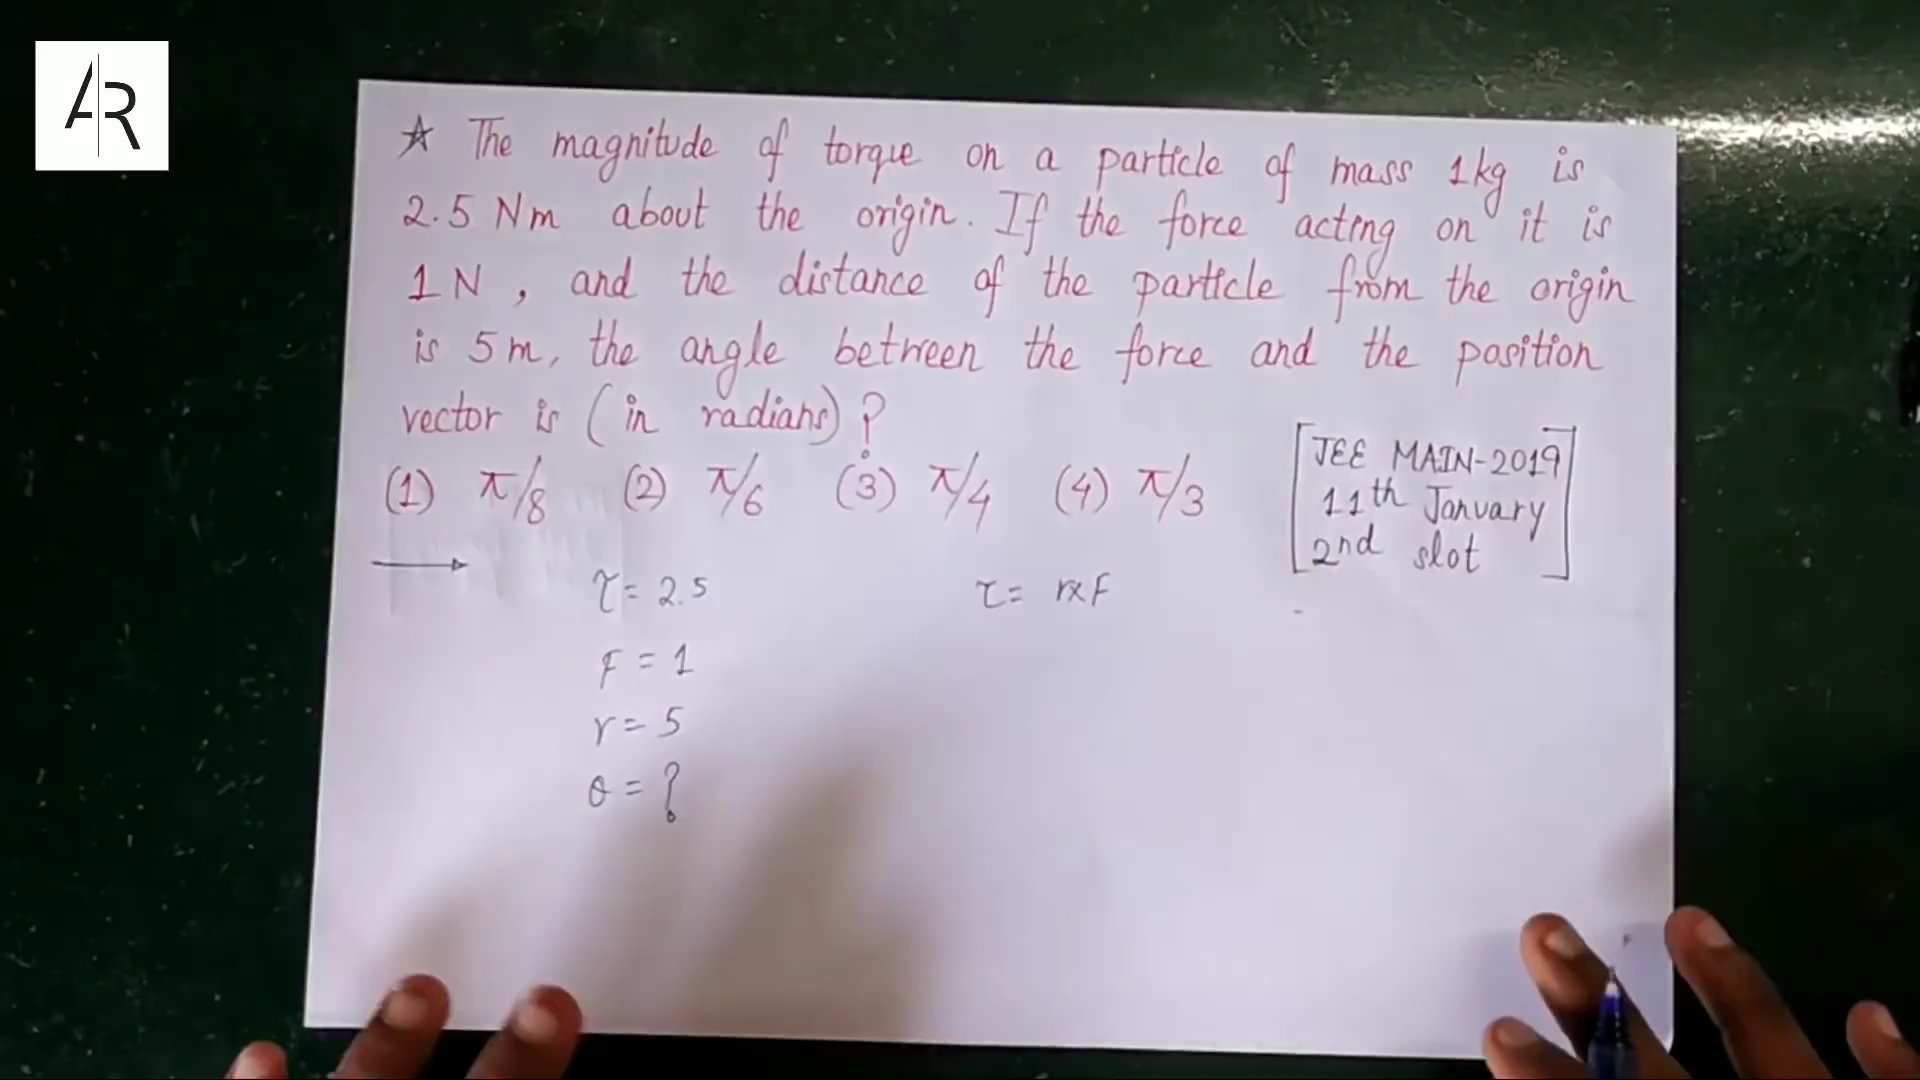 AR
☆ The magnitude of torque on a particle of mass 1kg is
2.5 Nm about the origin. If the force acting on it is
1 N , and the distance of the particle from the origin
is 5m, the angle between the force and the position
vector is (in radians) ?
(1) π/8 (2) π/6 (3) π/4 (4) π/3
[JEE MAIN-2019
11th January
2nd slot]
τ = 2.5
τ = r×F
F = 1
r = 5
θ = ?